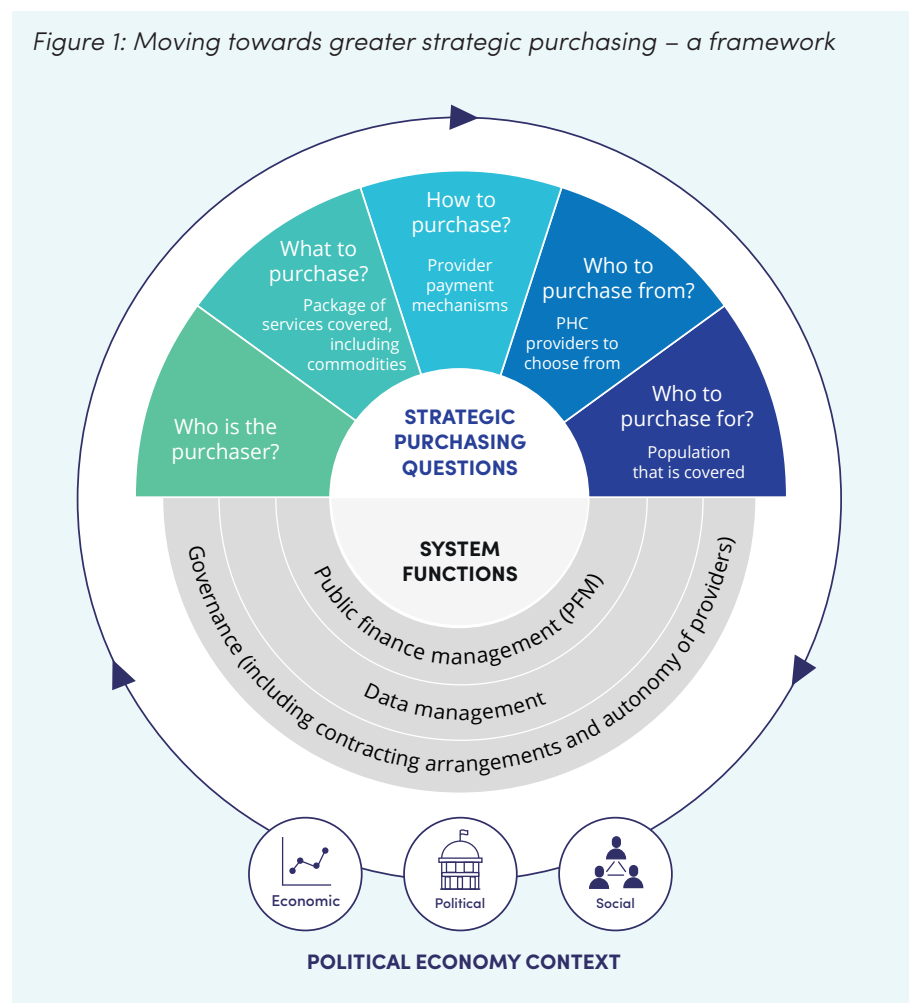 Figure 1: Moving towards greater strategic purchasing – a framework
Who is the
purchaser?
What to
purchase?
Package of
services covered,
including
commodities
How to
purchase?
Provider
payment
mechanisms
Who to
purchase from?
PHC
providers to
choose from
Who to
purchase for?
Population
that is covered
STRATEGIC
PURCHASING
QUESTIONS
SYSTEM
FUNCTIONS
Public finance management (PFM)
Data management
Governance (including contracting arrangements and autonomy of providers)
Economic
Political
Social
POLITICAL ECONOMY CONTEXT